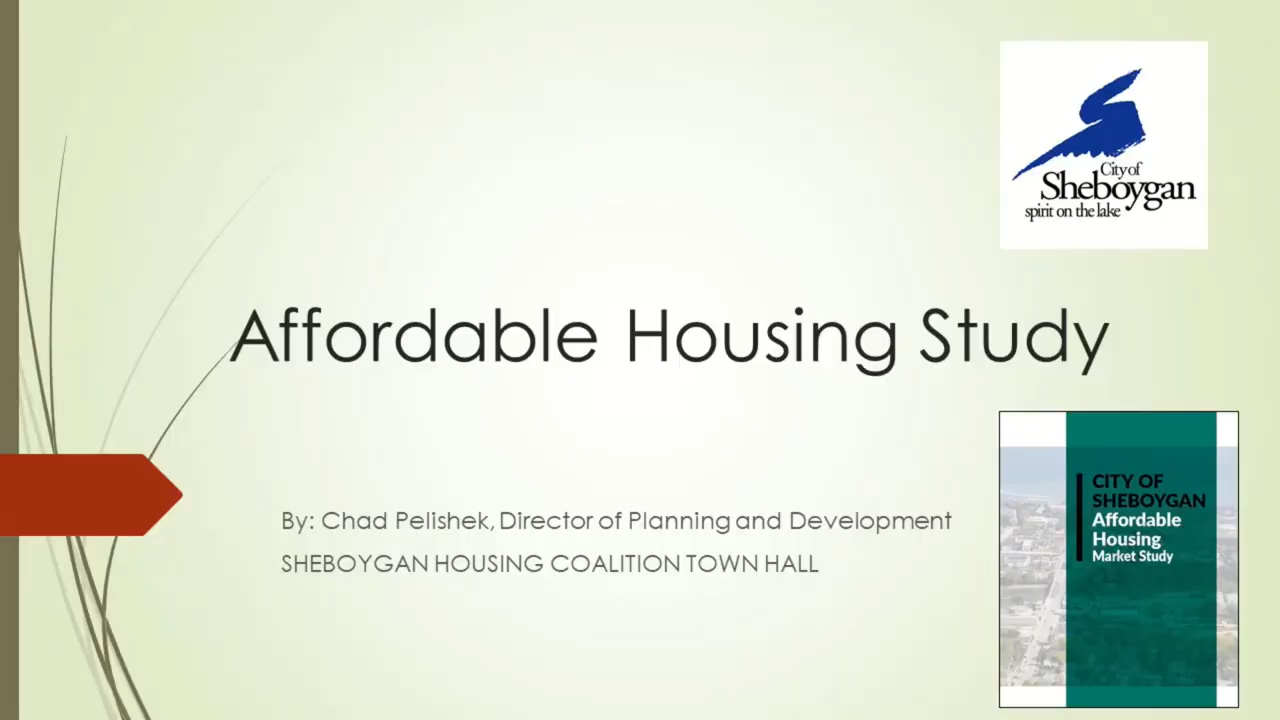 City of
Sheboygan
spirit on the lake
Affordable Housing Study
By: Chad Pelishek, Director of Planning and Development
SHEBOYGAN HOUSING COALITION TOWN HALL
CITY OF
SHEBOYGAN
Affordable
Housing
Market Study